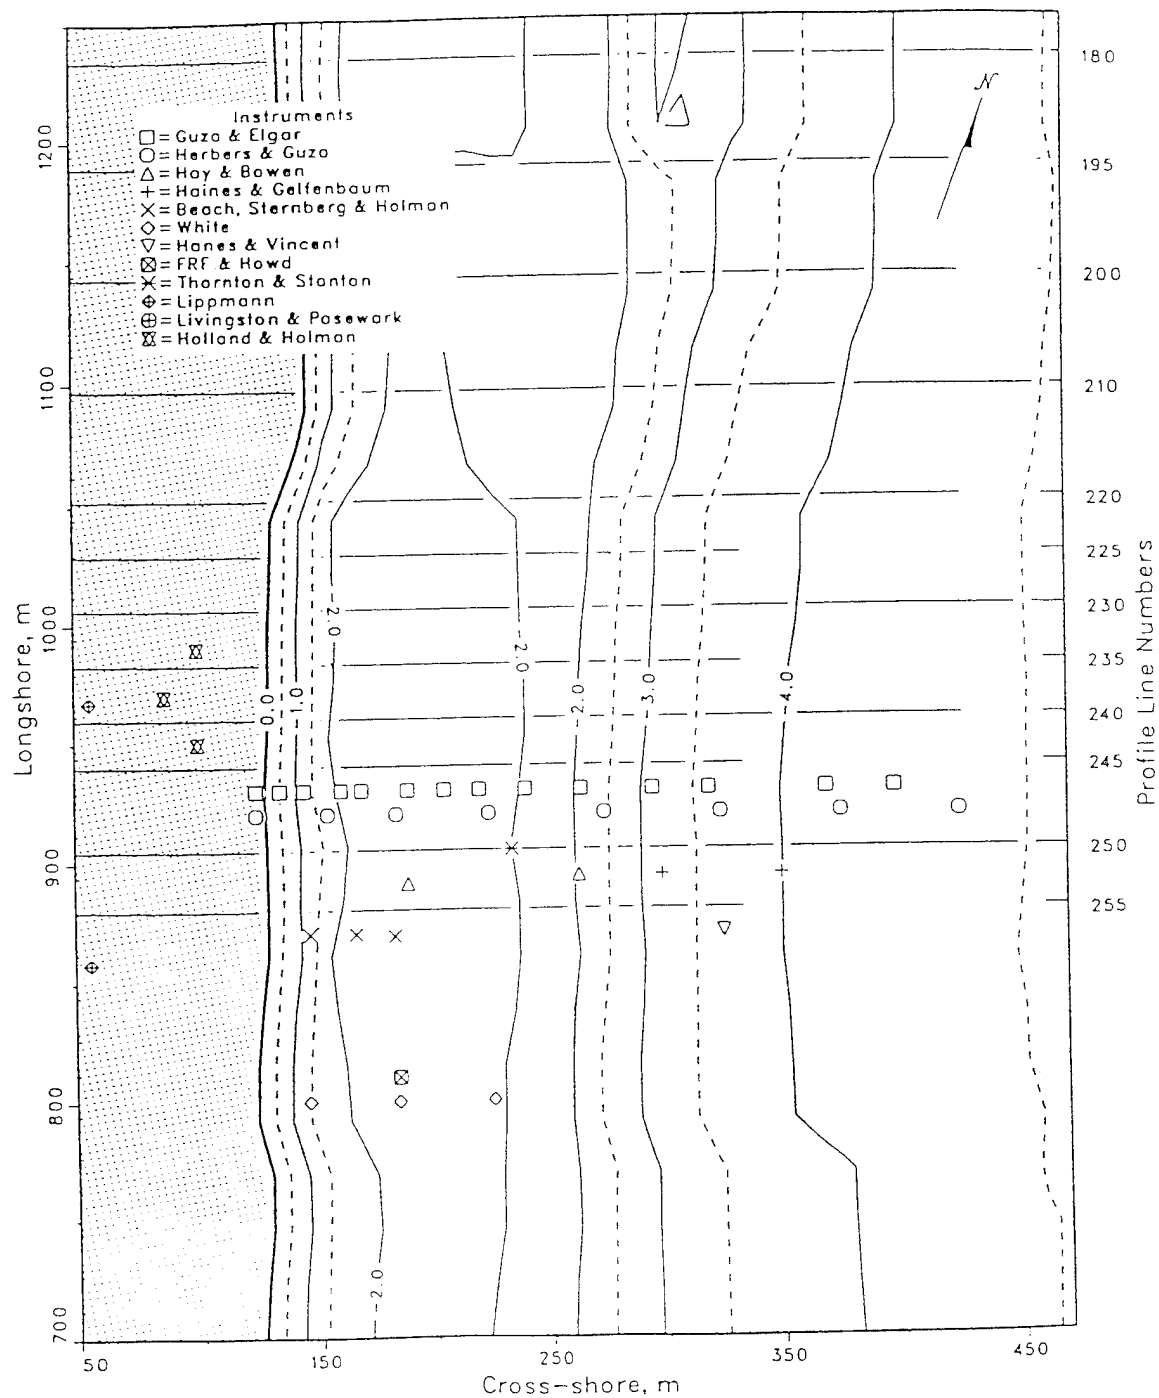 180
N
Instruments
□ = Guza & Elgar
○ = Herbers & Guza
△ = Hay & Bowen
+ = Haines & Gelfenbaum
× = Beach, Sternberg & Holman
◇ = White
▽ = Hanes & Vincent
⊠ = FRF & Howd
= Thornton & Stanton
= Lippmann
⊕ = Livingston & Pasewark
= Holland & Holman
1200
195
200
1100
210
220
225
230
1000
2.0
2.0
235
0.0
1.0
2.0
3.0
4.0
240
245
250
900
255
800
2.0
700
50
150
250
350
450
Longshore, m
Profile Line Numbers
Cross-shore, m